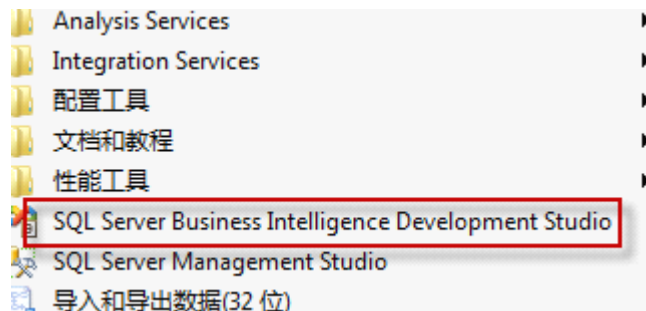 Analysis Services
Integration Services
配置工具
文档和教程
性能工具
SQL Server Business Intelligence Development Studio
SQL Server Management Studio
导入和导出数据(32 位)